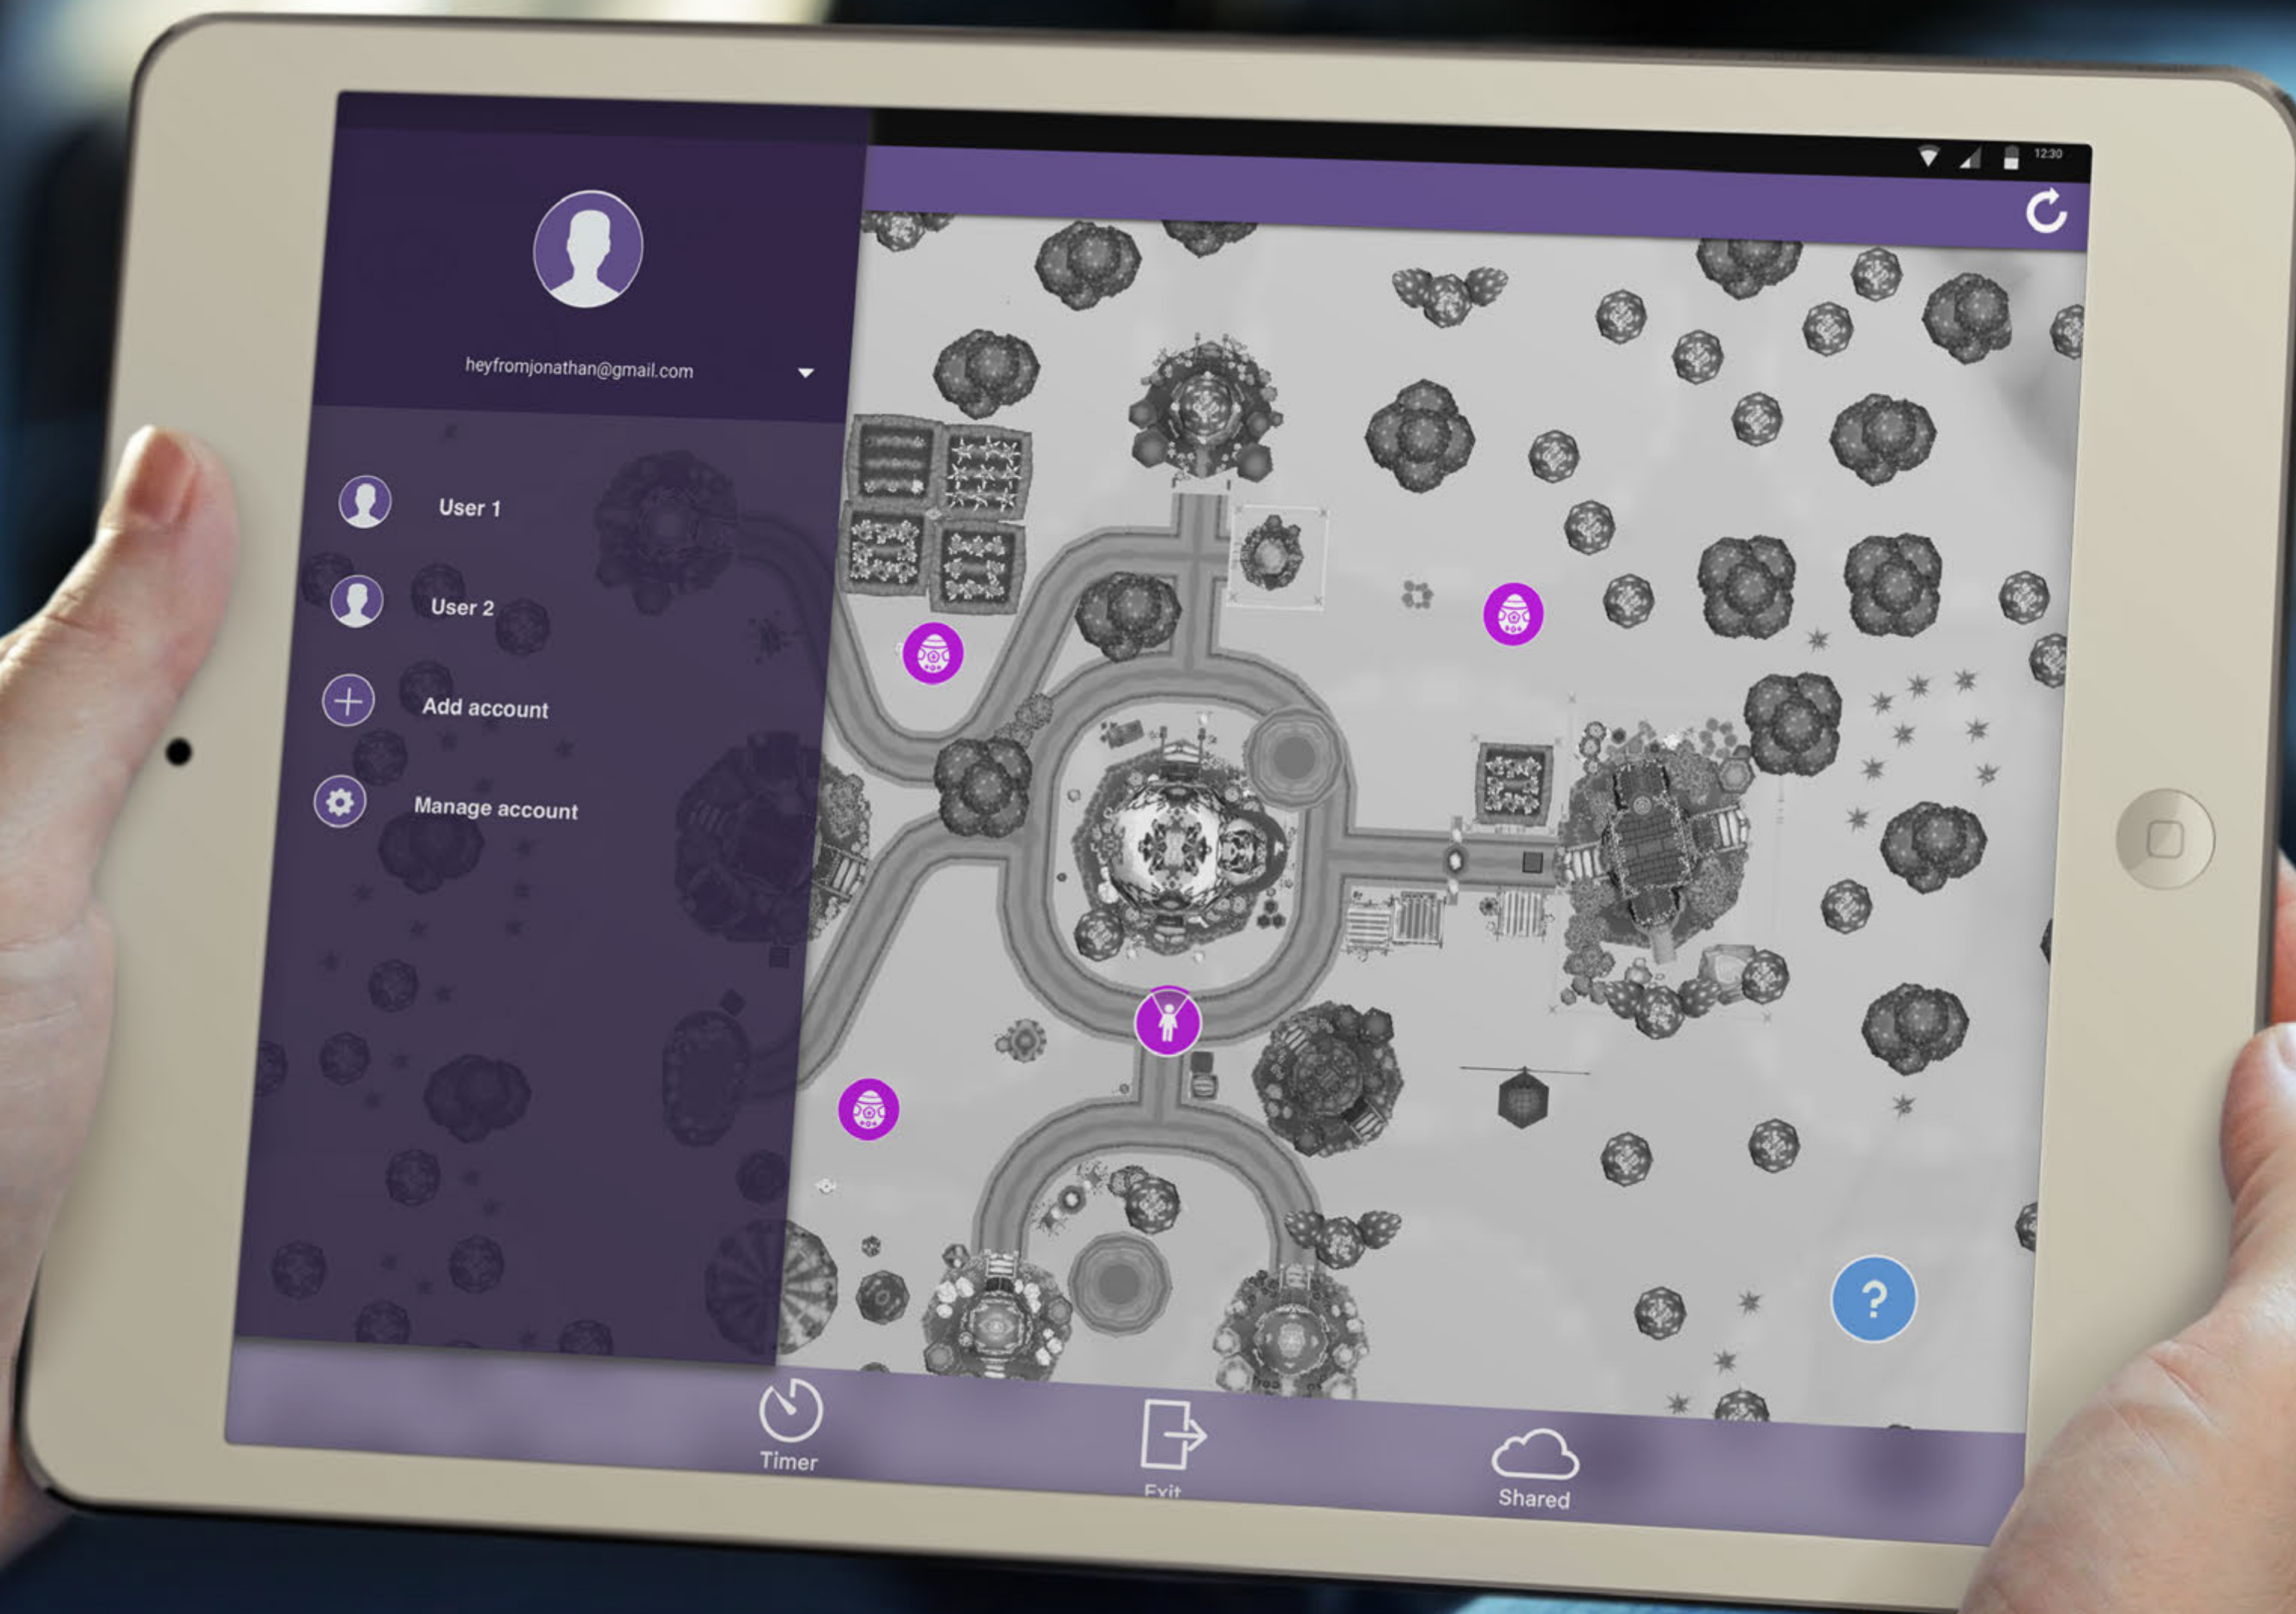 12:30
heyfromjonathan@gmail.com
User 1
User 2
Add account
Manage account
?
Timer
Exit
Shared